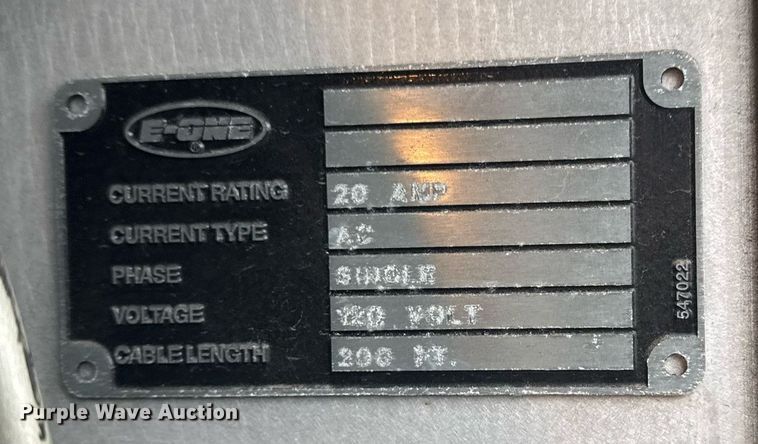 E-ONE
CURRENT RATING 20 AMP
CURRENT TYPE AC
PHASE SINGLE
VOLTAGE 120 VOLT
CABLE LENGTH 200 FT.
547022
Purple Wave Auction